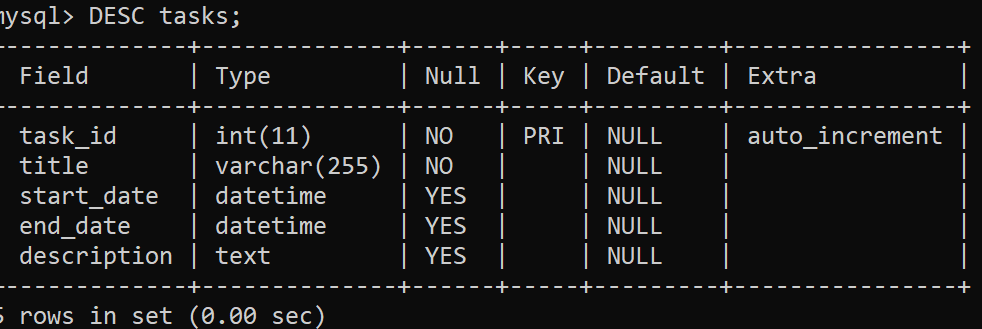 mysql> DESC tasks;
--------------+--------------+------+-----+---------+----------------+
Field       | Type         | Null | Key | Default | Extra          |
--------------+--------------+------+-----+---------+----------------+
task_id     | int(11)      | NO   | PRI | NULL    | auto_increment |
title       | varchar(255) | NO   |     | NULL    |                |
start_date  | datetime     | YES  |     | NULL    |                |
end_date    | datetime     | YES  |     | NULL    |                |
description | text         | YES  |     | NULL    |                |
--------------+--------------+------+-----+---------+----------------+
5 rows in set (0.00 sec)